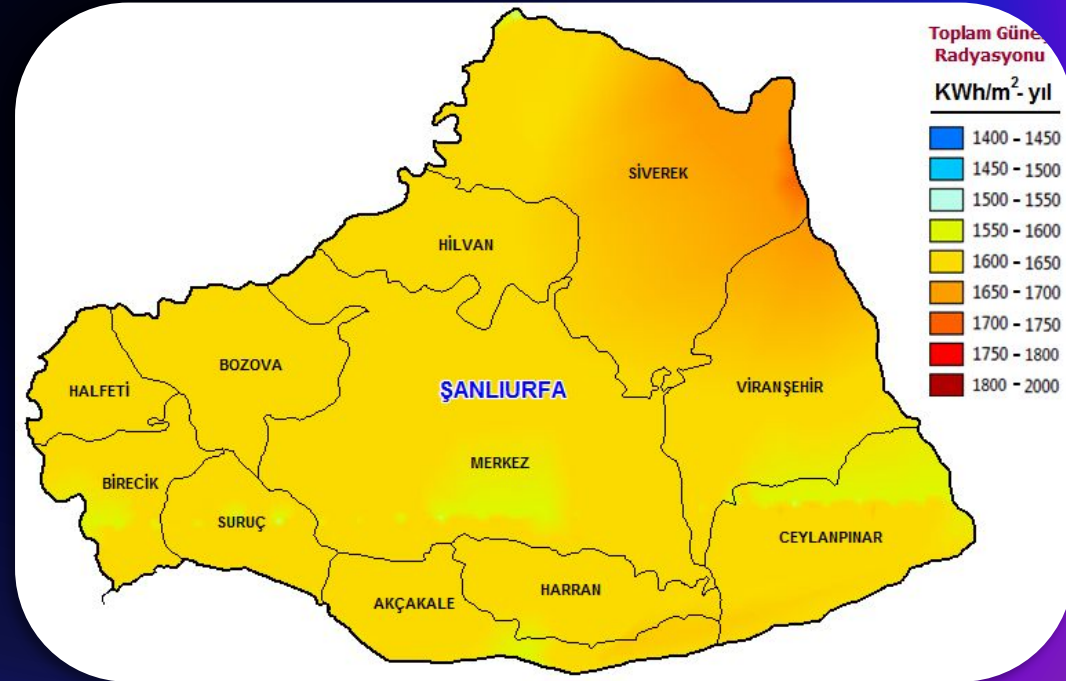 Toplam Güneş
Radyasyonu
KWh/m²- yıl
1400 - 1450
1450 - 1500
1500 - 1550
1550 - 1600
1600 - 1650
1650 - 1700
1700 - 1750
1750 - 1800
1800 - 2000
SİVEREK
HİLVAN
BOZOVA
HALFETİ
ŞANLIURFA
VİRANŞEHİR
MERKEZ
BİRECİK
SURUÇ
CEYLANPINAR
HARRAN
AKÇAKALE